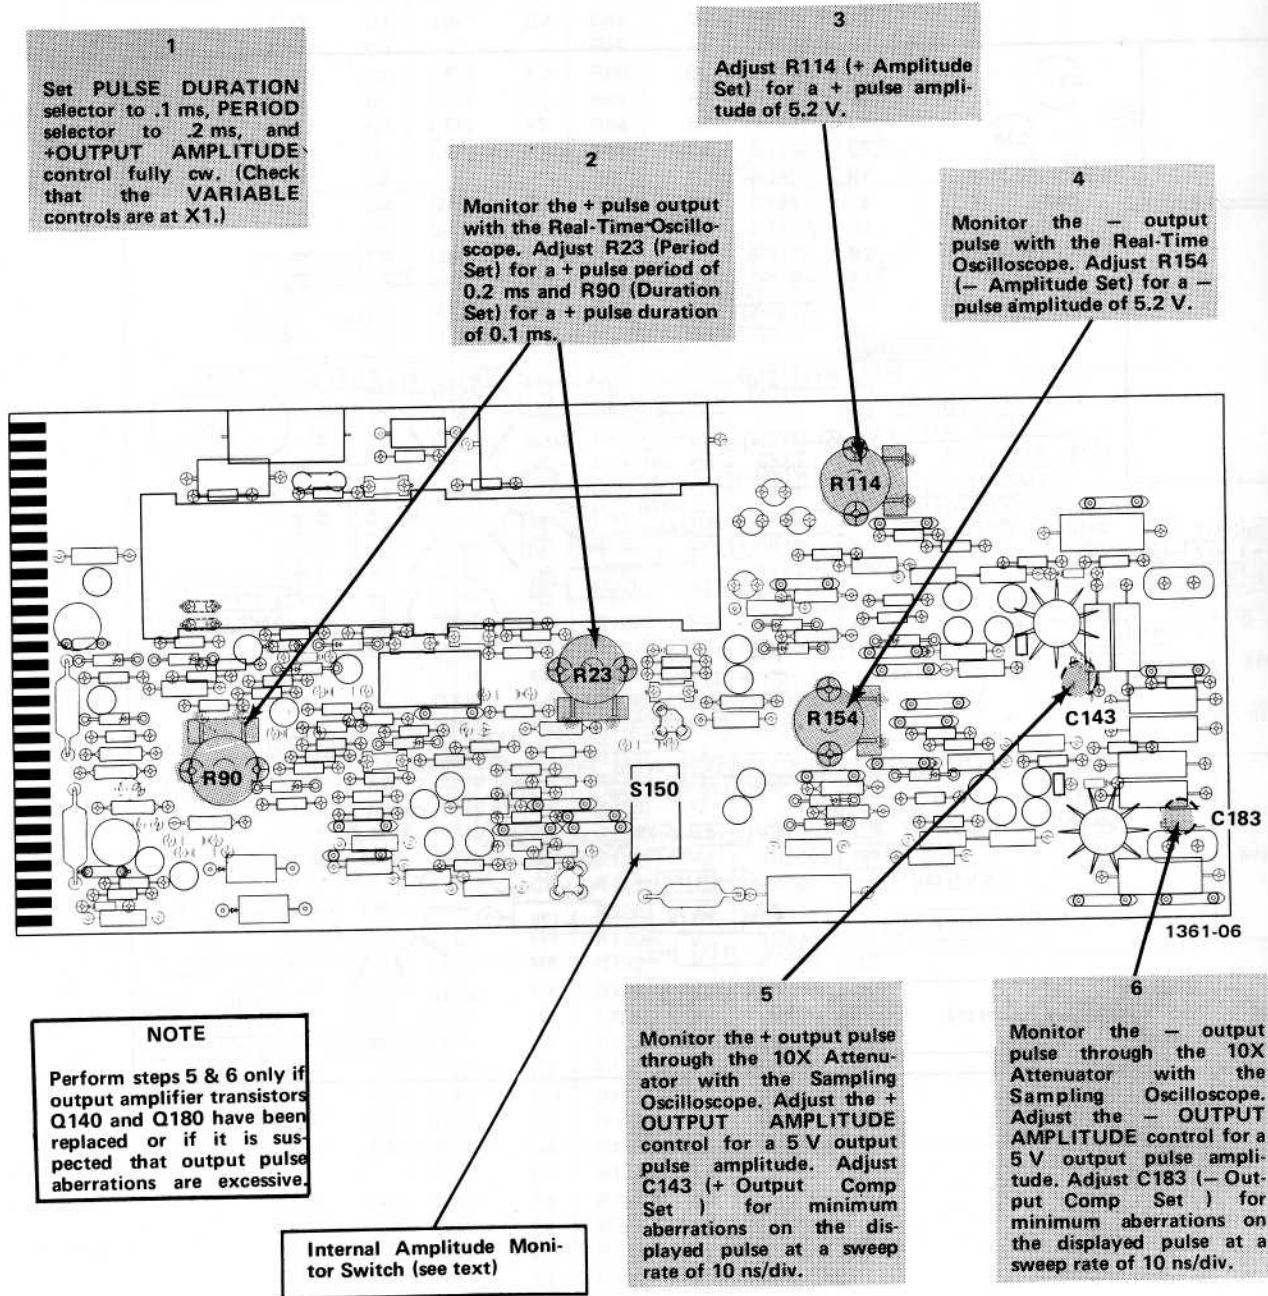 1
Set PULSE DURATION
selector to .1 ms, PERIOD
selector to .2 ms, and
+OUTPUT AMPLITUDE
control fully cw. (Check
that the VARIABLE
controls are at X1.)
2
Monitor the + pulse output
with the Real-Time Oscillo-
scope. Adjust R23 (Period
Set) for a + pulse period of
0.2 ms and R90 (Duration
Set) for a + pulse duration
of 0.1 ms.
3
Adjust R114 (+ Amplitude
Set) for a + pulse ampli-
tude of 5.2 V.
4
Monitor the — output
pulse with the Real-Time
Oscilloscope. Adjust R154
(— Amplitude Set) for a —
pulse amplitude of 5.2 V.
R114
R23
R154
C143
R90
S150
C183
1361-06
NOTE
Perform steps 5 & 6 only if
output amplifier transistors
Q140 and Q180 have been
replaced or if it is sus-
pected that output pulse
aberrations are excessive.
Internal Amplitude Moni-
tor Switch (see text)
5
Monitor the + output pulse
through the 10X Attenu-
ator with the Sampling
Oscilloscope. Adjust the +
OUTPUT AMPLITUDE
control for a 5 V output
pulse amplitude. Adjust
C143 (+ Output Comp
Set ) for minimum
aberrations on the dis-
played pulse at a sweep
rate of 10 ns/div.
6
Monitor the — output
pulse through the 10X
Attenuator with the
Sampling Oscilloscope.
Adjust the — OUTPUT
AMPLITUDE control for a
5 V output pulse ampli-
tude. Adjust C183 (— Out-
put Comp Set ) for
minimum aberrations on
the displayed pulse at a
sweep rate of 10 ns/div.